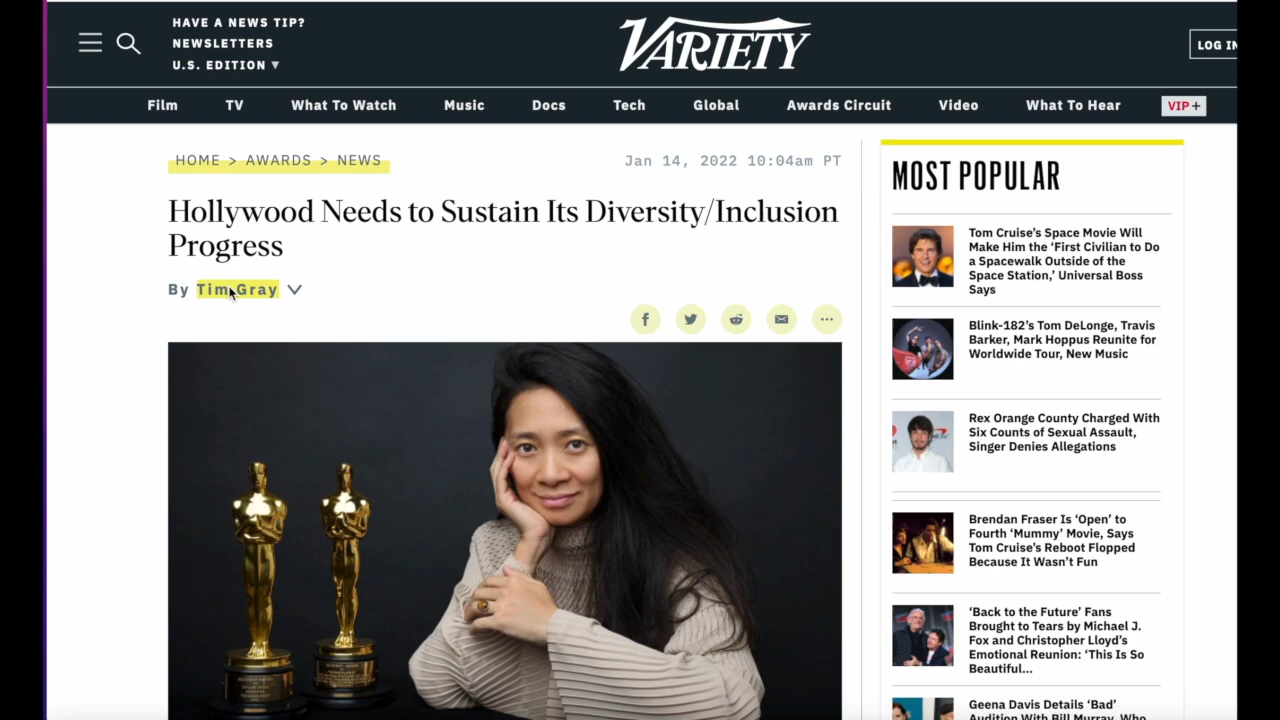 HAVE A NEWS TIP?
NEWSLETTERS
U.S. EDITION ▼
VARIETY
LOG IN
Film TV What To Watch Music Docs Tech Global Awards Circuit Video What To Hear VIP+
HOME > AWARDS > NEWS
Jan 14, 2022 10:04am PT
Hollywood Needs to Sustain Its Diversity/Inclusion
Progress
By Tim Gray
MOST POPULAR
Tom Cruise's Space Movie Will
Make Him the 'First Civilian to Do
a Spacewalk Outside of the
Space Station,' Universal Boss
Says
Blink-182's Tom DeLonge, Travis
Barker, Mark Hoppus Reunite for
Worldwide Tour, New Music
Rex Orange County Charged With
Six Counts of Sexual Assault,
Singer Denies Allegations
Brendan Fraser Is 'Open' to
Fourth 'Mummy' Movie, Says
Tom Cruise's Reboot Flopped
Because It Wasn't Fun
'Back to the Future' Fans
Brought to Tears by Michael J.
Fox and Christopher Lloyd's
Emotional Reunion: 'This Is So
Beautiful...
Geena Davis Details 'Bad'
Audition With Bill Murray, Who